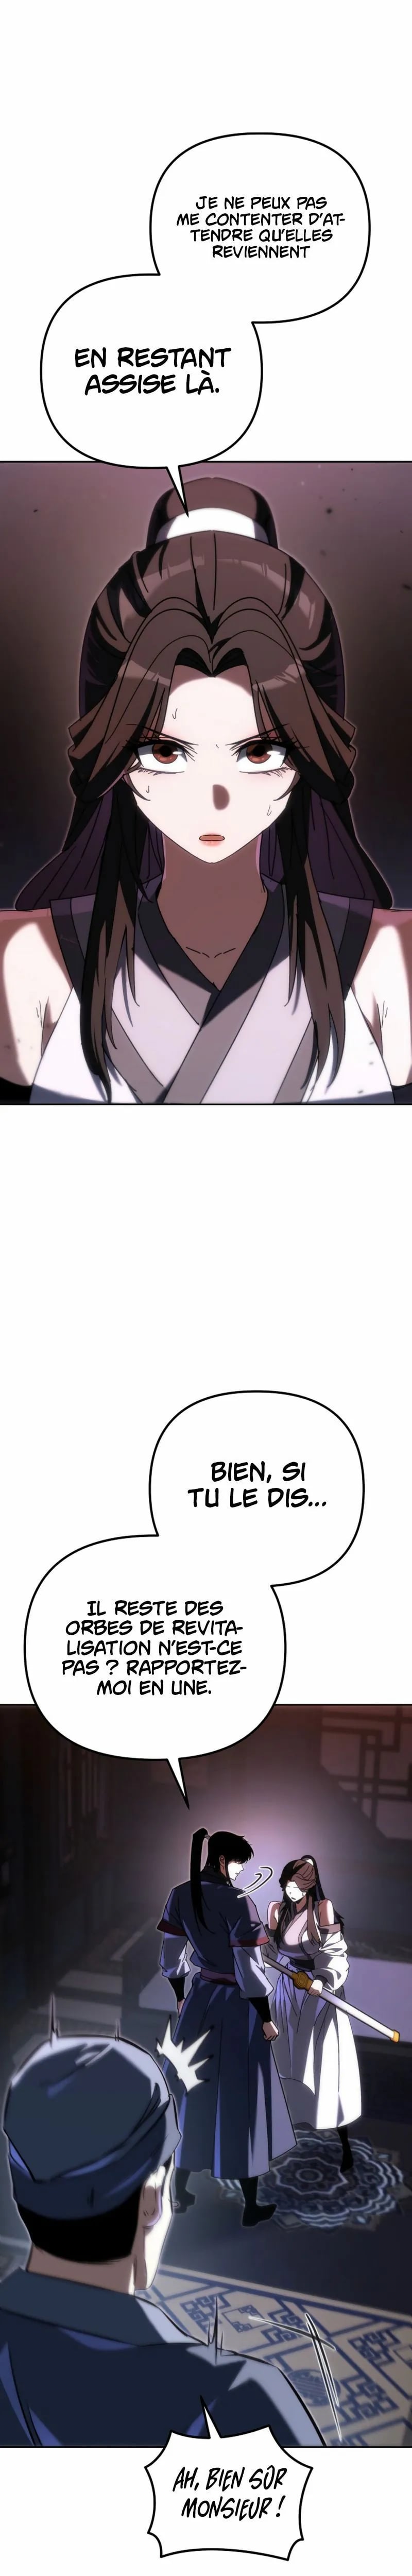 JE NE PEUX PAS
ME CONTENTER D'AT-
TENDRE QU'ELLES
REVIENNENT
EN RESTANT
ASSISE LÀ.
BIEN, SI
TU LE DIS...
IL RESTE DES
ORBES DE REVITA-
LISATION N'EST-CE
PAS ? RAPPORTEZ-
MOI EN UNE.
AH, BIEN SÛR
MONSIEUR !